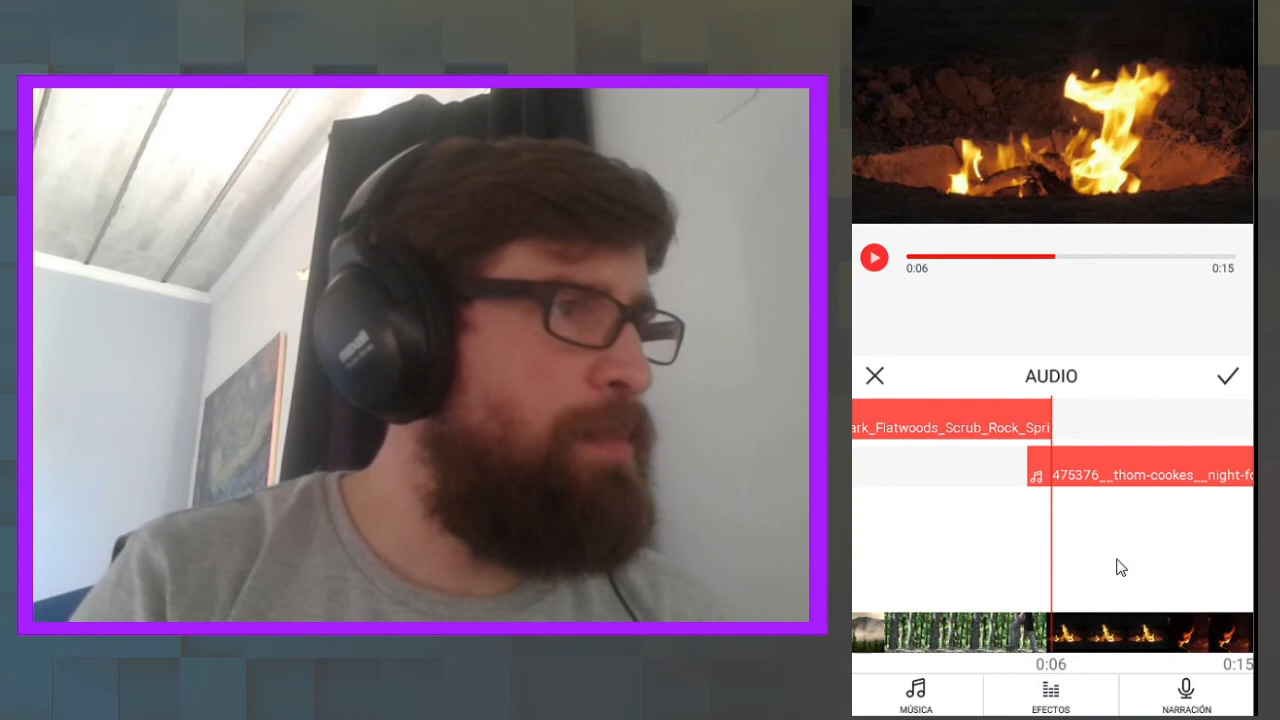 0:06
0:15
AUDIO
ark_Flatwoods_Scrub_Rock_Spri
475376__thom-cookes__night-fo
0:06
0:15
MÚSICA
EFECTOS
NARRACIÓN